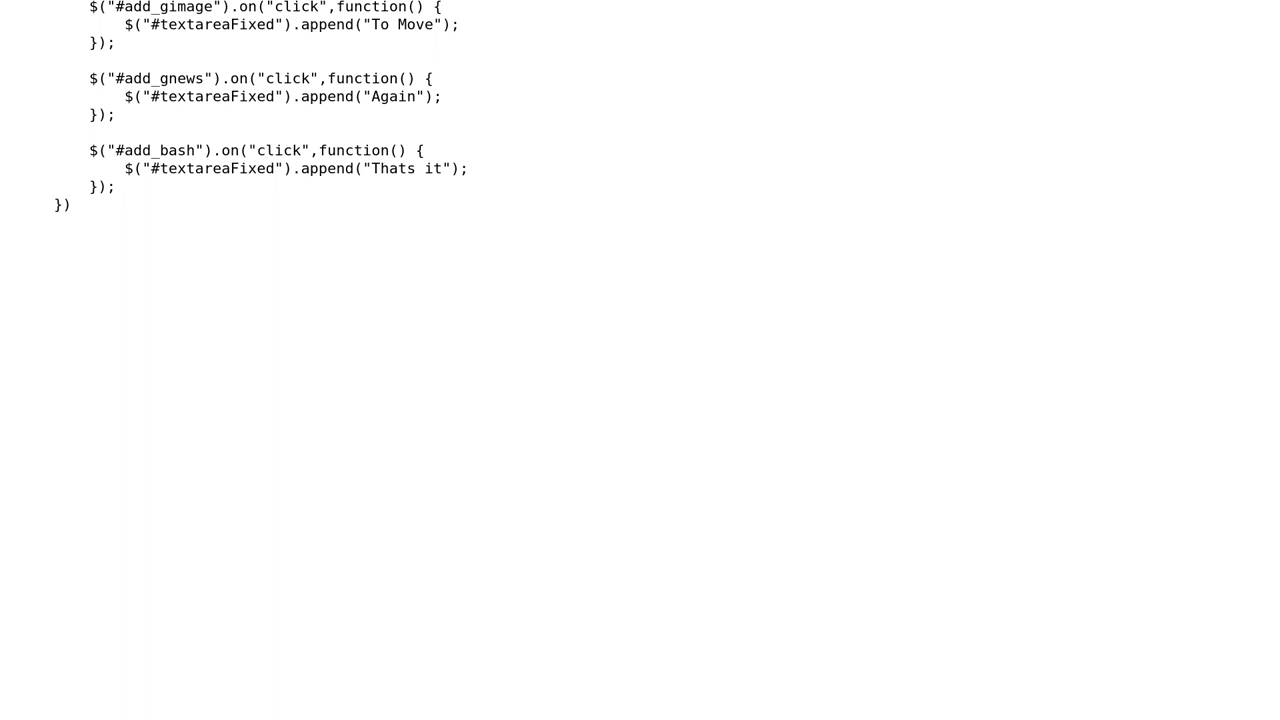 $("#add_gimage").on("click",function() {
$("#textareaFixed").append("To Move");
});
$("#add_gnews").on("click",function() {
$("#textareaFixed").append("Again");
});
$("#add_bash").on("click",function() {
$("#textareaFixed").append("Thats it");
});
})